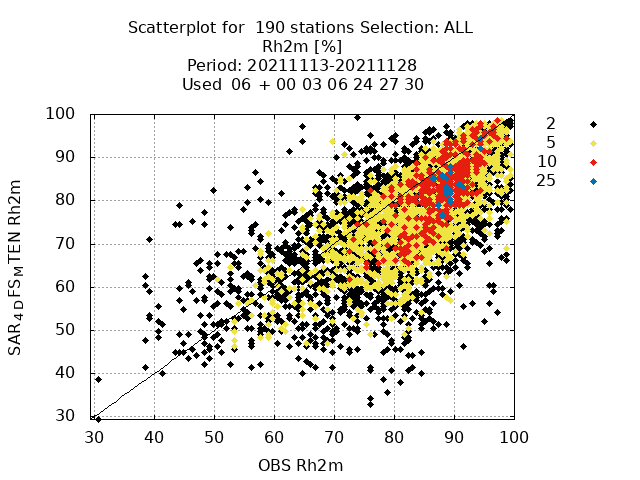 Scatterplot for  190 stations Selection: ALL
Rh2m [%]
Period: 20211113-20211128
Used  06 + 00 03 06 24 27 30
SAR4DFSMTEN Rh2m
100
90
80
70
60
50
40
30
30 40 50 60 70 80 90 100
OBS Rh2m
2
5
10
25